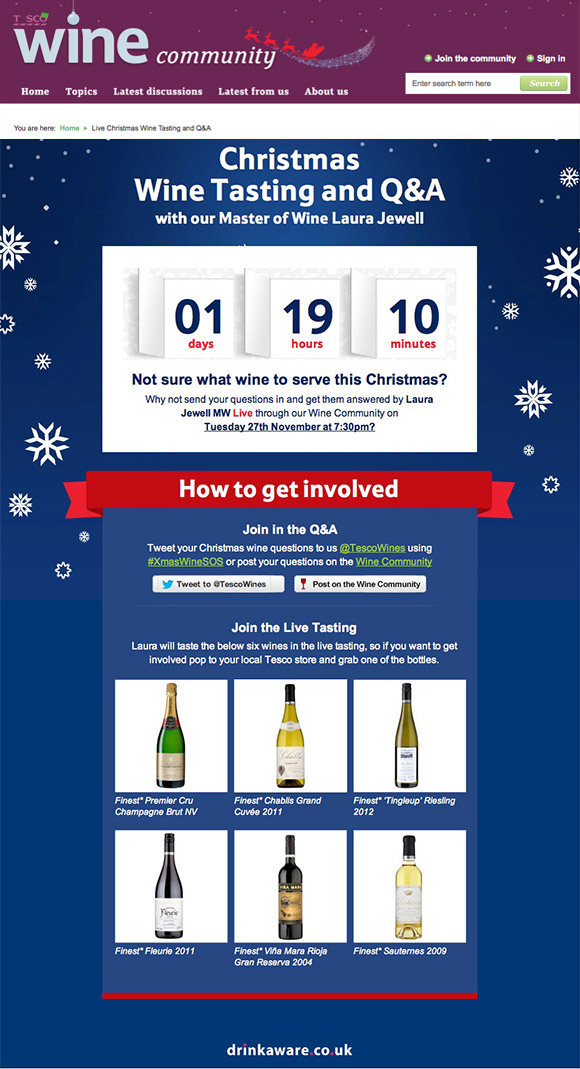 TESCO
wine community
Join the community
Sign in
Home
Topics
Latest discussions
Latest from us
About us
Enter search term here
Search
You are here: Home Live Christmas Wine Tasting and Q&A
Christmas
Wine Tasting and Q&A
with our Master of Wine Laura Jewell
01 19 10
days hours minutes
Not sure what wine to serve this Christmas?
Why not send your questions in and get them answered by Laura
Jewell MW Live through our Wine Community on
Tuesday 27th November at 7:30pm?
How to get involved
Join in the Q&A
Tweet your Christmas wine questions to us @TescoWines using
#XmasWineSOS or post your questions on the Wine Community
Tweet to @TescoWines
Post on the Wine Community
Join the Live Tasting
Laura will taste the below six wines in the live tasting, so if you want to get
involved pop to your local Tesco store and grab one of the bottles.
Chablis
Finest* Premier Cru
Champagne Brut NV
Finest* Chablis Grand
Cuvée 2011
Finest* 'Tingleup' Riesling
2012
Fleurie
VIÑA MARA
Finest* Fleurie 2011
Finest* Viña Mara Rioja
Gran Reserva 2004
Finest* Sauternes 2009
drinkaware.co.uk